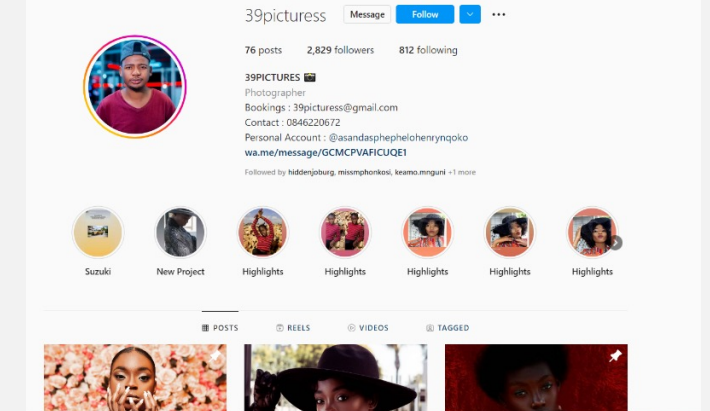 39picturess Message Follow
76 posts 2,829 followers 812 following
39PICTURES 📸
Photographer
Bookings : 39picturess@gmail.com
Contact : 0846220672
Personal Account : @asandasphephelohenrynqoko
wa.me/message/GCMCPVAFICUQE1
Followed by hiddenjoburg, missmphonkosi, keamo.mnguni +1 more
Suzuki New Project Highlights Highlights Highlights Highlights Highlights
POSTS REELS VIDEOS TAGGED